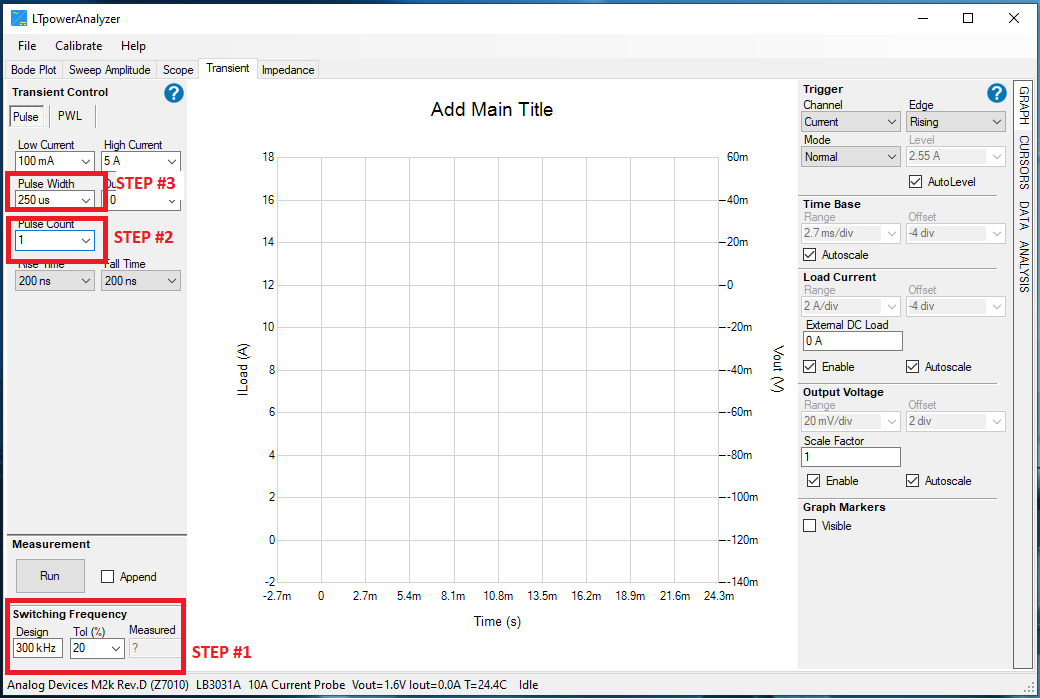 LTpowerAnalyzer
File Calibrate Help
Bode Plot Sweep Amplitude Scope Transient Impedance
Transient Control ?
Pulse PWL
Low Current High Current
100 mA 5 A
Pulse Width STEP #3
250 us 0
Pulse Count
1 STEP #2
Rise Time Fall Time
200 ns 200 ns
Measurement
Run Append
Switching Frequency
Design Tol (%) Measured
300 kHz 20 ?
STEP #1
Add Main Title
ILoad (A)
18
16
14
12
10
8
6
4
2
0
-2
60m
40m
20m
0
-20m
-40m
-60m
-80m
-100m
-120m
-140m
Vout (V)
-2.7m 0 2.7m 5.4m 8.1m 10.8m 13.5m 16.2m 18.9m 21.6m 24.3m
Time (s)
Trigger ?
Channel Edge
Current Rising
Mode Level
Normal 2.55 A
AutoLevel
Time Base
Range Offset
2.7 ms/div -4 div
Autoscale
Load Current
Range Offset
2 A/div -4 div
External DC Load
0 A
Enable Autoscale
Output Voltage
Range Offset
20 mV/div 2 div
Scale Factor
1
Enable Autoscale
Graph Markers
Visible
GRAPH
CURSORS
DATA
ANALYSIS
Analog Devices M2k Rev.D (Z7010) LB3031A 10A Current Probe Vout=1.6V Iout=0.0A T=24.4C Idle